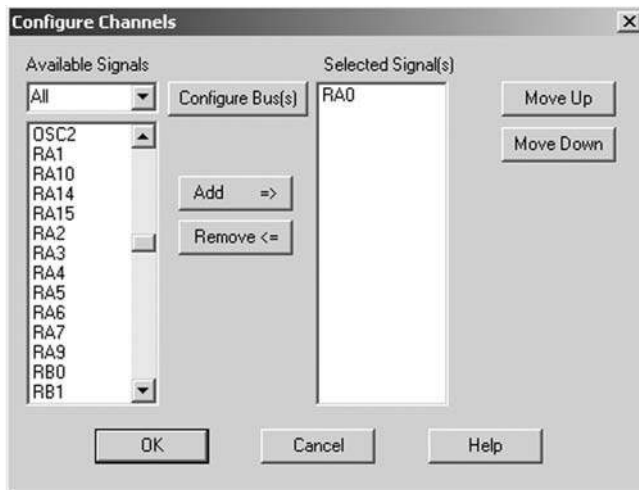 Configure Channels
Available Signals
All
Configure Bus(s)
OSC2
RA1
RA10
RA14
RA15
RA2
RA3
RA4
RA5
RA6
RA7
RA9
RB0
RB1
Add =>
Remove <=
Selected Signal(s)
RA0
Move Up
Move Down
OK
Cancel
Help